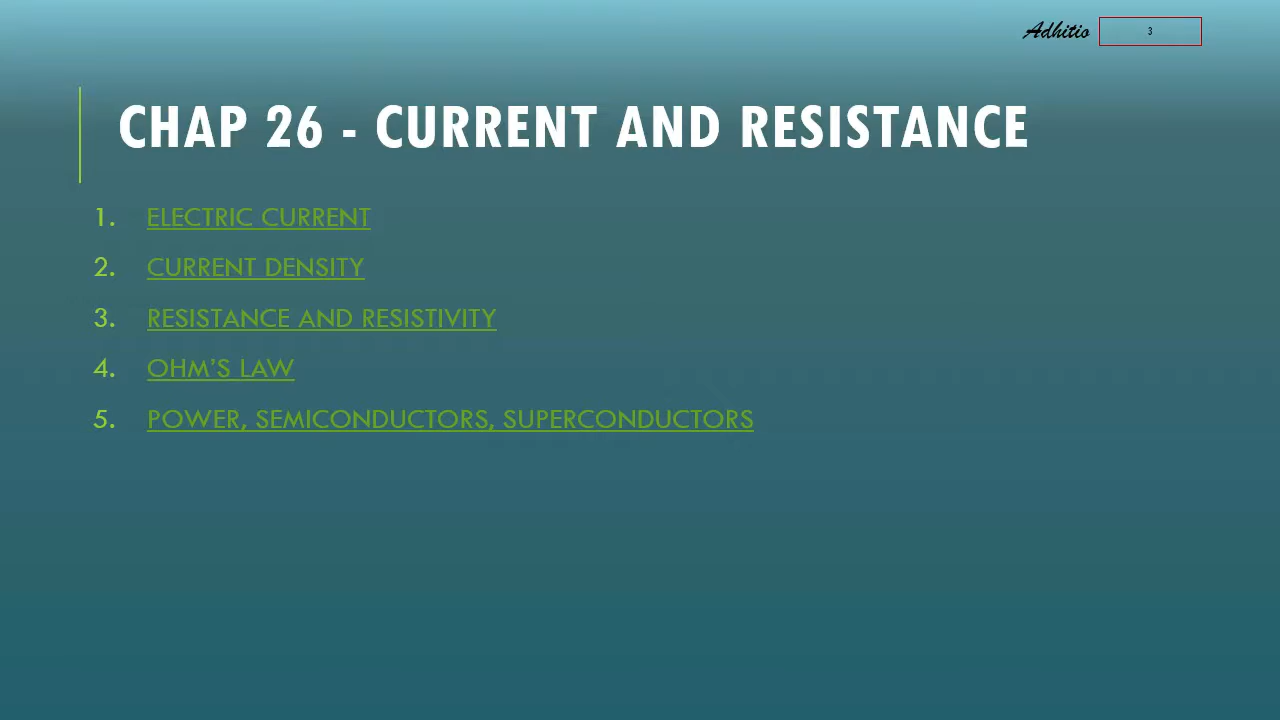 Adhitio 3
CHAP 26 - CURRENT AND RESISTANCE
1. ELECTRIC CURRENT
2. CURRENT DENSITY
3. RESISTANCE AND RESISTIVITY
4. OHM’S LAW
5. POWER, SEMICONDUCTORS, SUPERCONDUCTORS